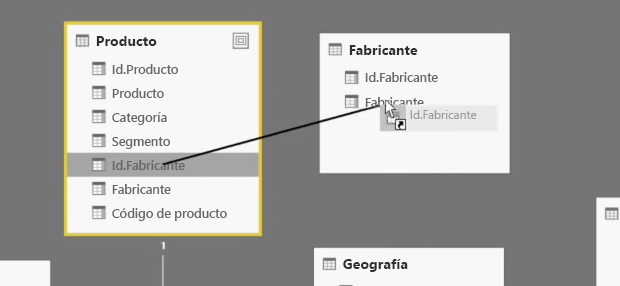 Producto
Id.Producto
Producto
Categoría
Segmento
Id.Fabricante
Fabricante
Código de producto
1
Fabricante
Id.Fabricante
Fabricante
Id.Fabricante
Geografía